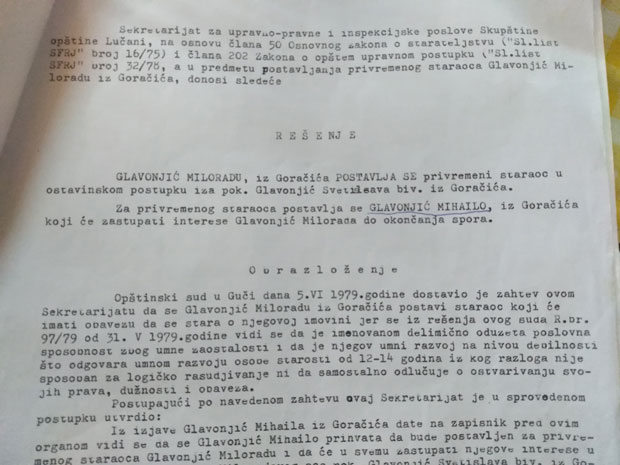 Sekretarijat za upravno-pravne i inspekcijske poslove Skupštine
opštine Lučani, na osnovu člana 50 Osnovnog zakona o starateljstvu ("Sl.list
SFRJ" broj 16/75) i člana 202 Zakona o opštem upravnom postupku ("Sl.list
SFRJ" broj 32/78, a u predmetu postavljanja privremenog staraoca Glavonjić Mi-
loradu iz Goračića, donosi sledeće
R E Š E N J E
GLAVONJIĆ MILORADU, iz Goračića POSTAVLJA SE privremeni staraoc u
ostavinskom postupku iza pok. Glavonjić Svetislava biv. iz Goračića.
Za privremenog staraoca postavlja se GLAVONJIĆ MIHAILO, iz Goračića
koji će zastupati interese Glavonjić Milorada do okončanja spora.
O b r a z l o ž e n j e
Opštinski sud u Guči dana 5.VI 1979.godine dostavio je zahtev ovom
Sekretarijatu da se Glavonjić Miloradu iz Goračića postavi staraoc koji će
imati obavezu da se stara o njegovoj imovini jer se iz rešenja ovog suda R.br.
97/79 od 31. V 1979.godine vidi se da je imenovanom delimično oduzeta poslovna
sposobnost zbog umne zaostalosti i da je njegov umni razvoj na nivou debilnosti
što odgovara umnom razvoju osobe starosti od 12-14 godina iz kog razloga nije
sposoban za logičko rasudjivanje ni da samostalno odlučuje o ostvarivanju svo-
jih prava, dužnosti i obaveza.
Postupajući po navedenom zahtevu ovaj Sekretarijat je u sprovedenom
postupku utvrdio:
Iz izjave Glavonjić Mihaila iz Goračića date na zapisnik pred ovim
organom vidi se da se Glavonjić Mihailo prihvata da bude postavljen za privre-
menog staraoca Glavonjić Miloradu i da će u svemu zastupati njegove interese u
pok. Glavonjić Svetislava biv. iz Go-